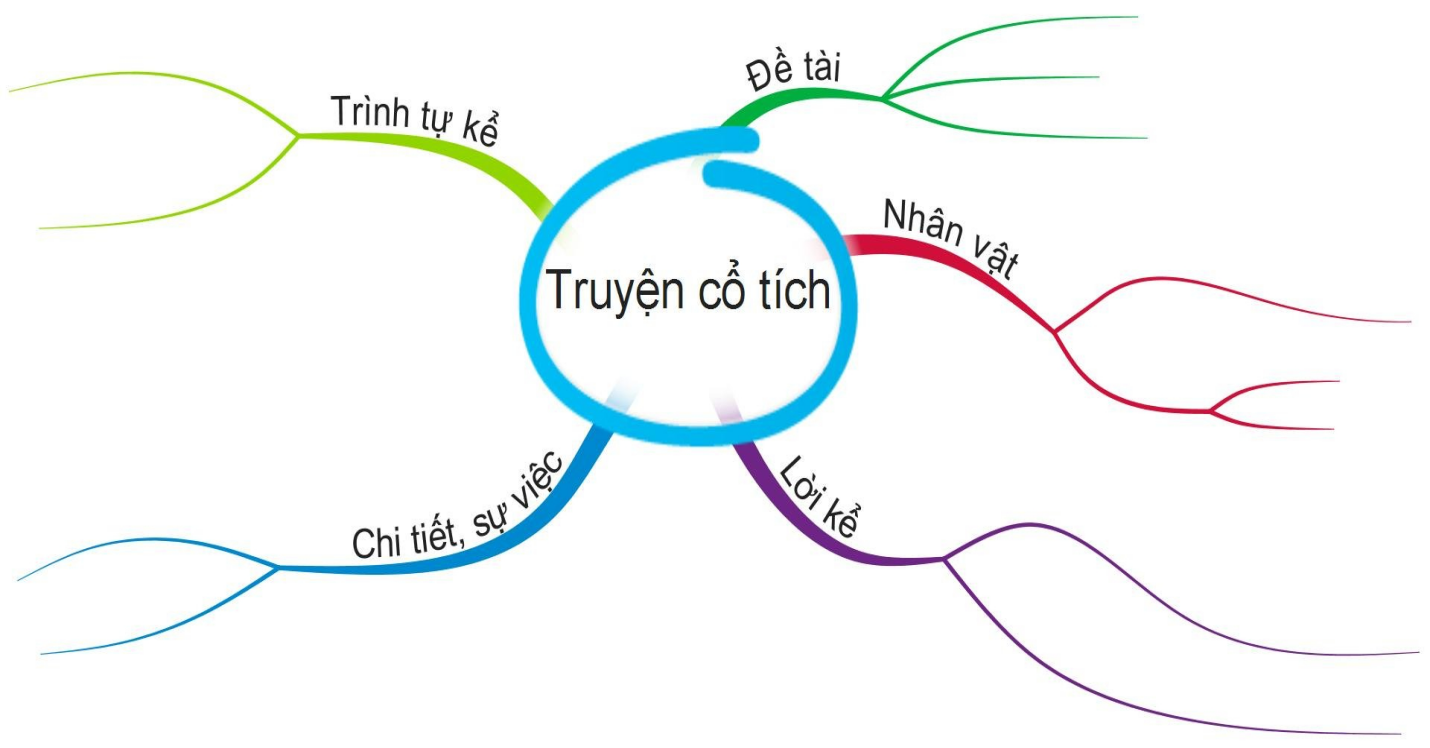 Đề tài
Trình tự kể
Nhân vật
Truyện cổ tích
Chi tiết, sự việc
Lời kể